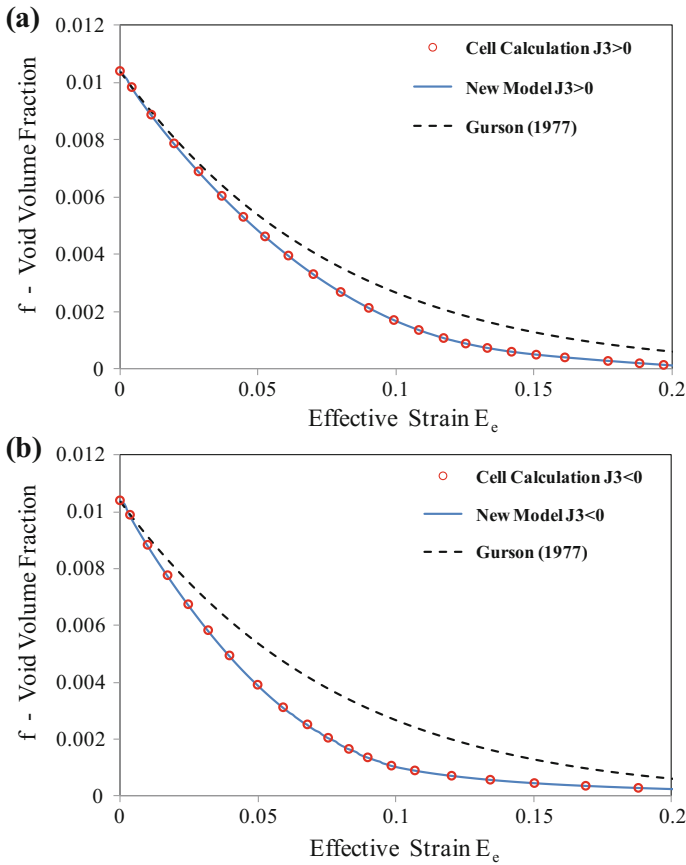 (a)
0.012
0.01
0.008
0.006
0.004
0.002
0
f - Void Volume Fraction
Cell Calculation J3>0
New Model J3>0
Gurson (1977)
0 0.05 0.1 0.15 0.2
Effective Strain E_e
(b)
0.012
0.01
0.008
0.006
0.004
0.002
0
f - Void Volume Fraction
Cell Calculation J3<0
New Model J3<0
Gurson (1977)
0 0.05 0.1 0.15 0.2
Effective Strain E_e